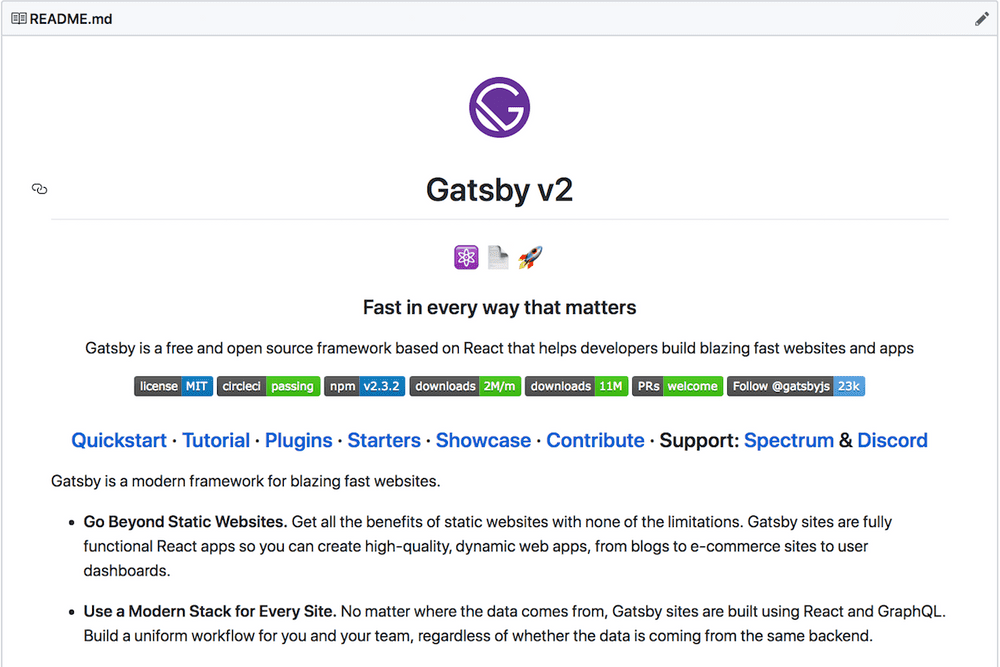 README.md
Gatsby v2
Fast in every way that matters
Gatsby is a free and open source framework based on React that helps developers build blazing fast websites and apps
license MIT circleci passing npm v2.3.2 downloads 2M/m downloads 11M PRs welcome Follow @gatsbyjs 23k
Quickstart · Tutorial · Plugins · Starters · Showcase · Contribute · Support: Spectrum & Discord
Gatsby is a modern framework for blazing fast websites.
• Go Beyond Static Websites. Get all the benefits of static websites with none of the limitations. Gatsby sites are fully
functional React apps so you can create high-quality, dynamic web apps, from blogs to e-commerce sites to user
dashboards.
• Use a Modern Stack for Every Site. No matter where the data comes from, Gatsby sites are built using React and GraphQL.
Build a uniform workflow for you and your team, regardless of whether the data is coming from the same backend.